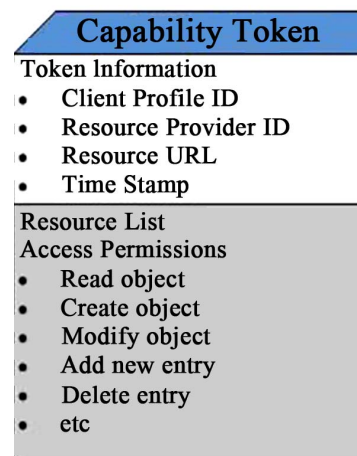 Capability Token
Token Information
• Client Profile ID
• Resource Provider ID
• Resource URL
• Time Stamp
Resource List
Access Permissions
• Read object
• Create object
• Modify object
• Add new entry
• Delete entry
• etc